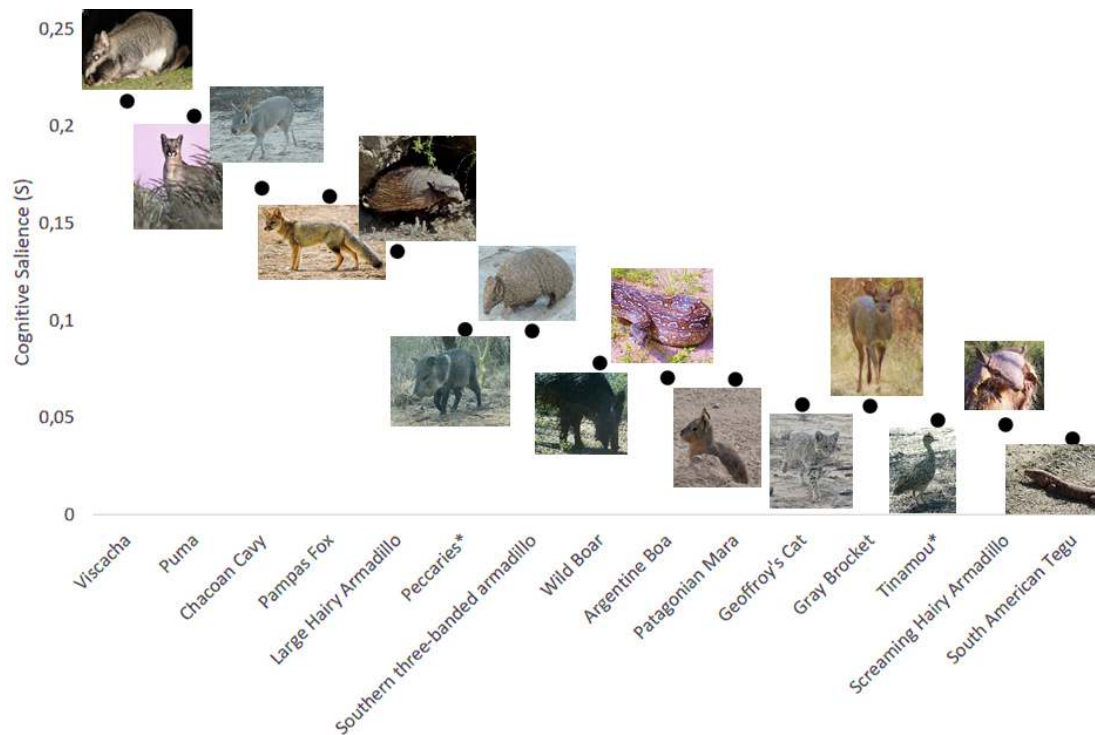 0,25
0,2
0,15
0,1
0,05
0
Cognitive Salience (S)
Viscacha
Puma
Chacoan Cavy
Pampas Fox
Large Hairy Armadillo
Peccaries*
Southern three-banded armadillo
Wild Boar
Argentine Boa
Patagonian Mara
Geoffroy's Cat
Gray Brocket
Tinamou*
Screaming Hairy Armadillo
South American Tegu